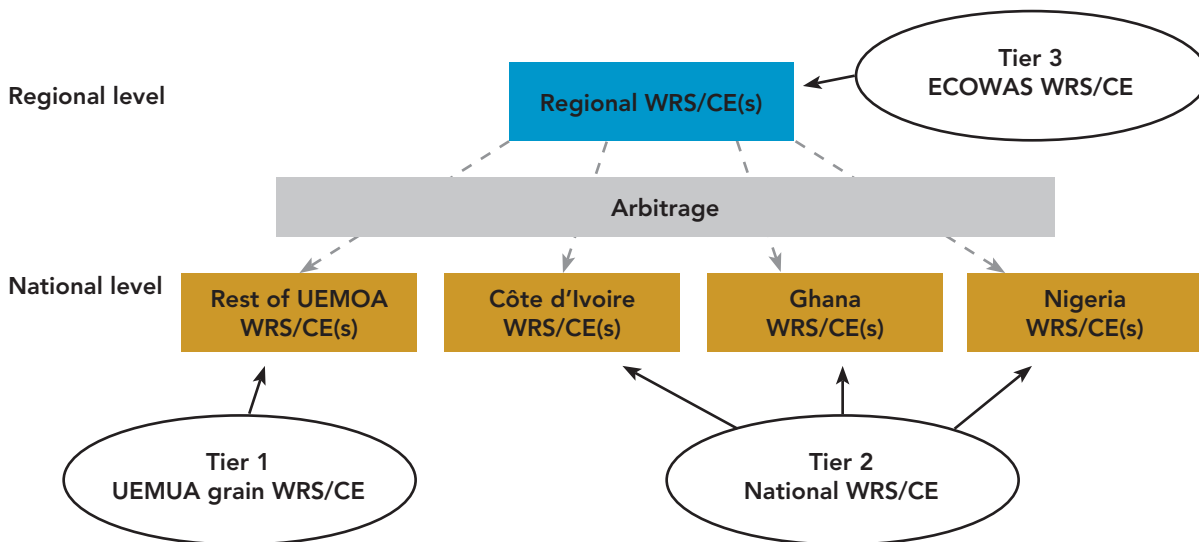 Tier 3
ECOWAS WRS/CE
Regional level
Regional WRS/CE(s)
Arbitrage
National level
Rest of UEMOA
WRS/CE(s)
Côte d’Ivoire
WRS/CE(s)
Ghana
WRS/CE(s)
Nigeria
WRS/CE(s)
Tier 1
UEMUA grain WRS/CE
Tier 2
National WRS/CE